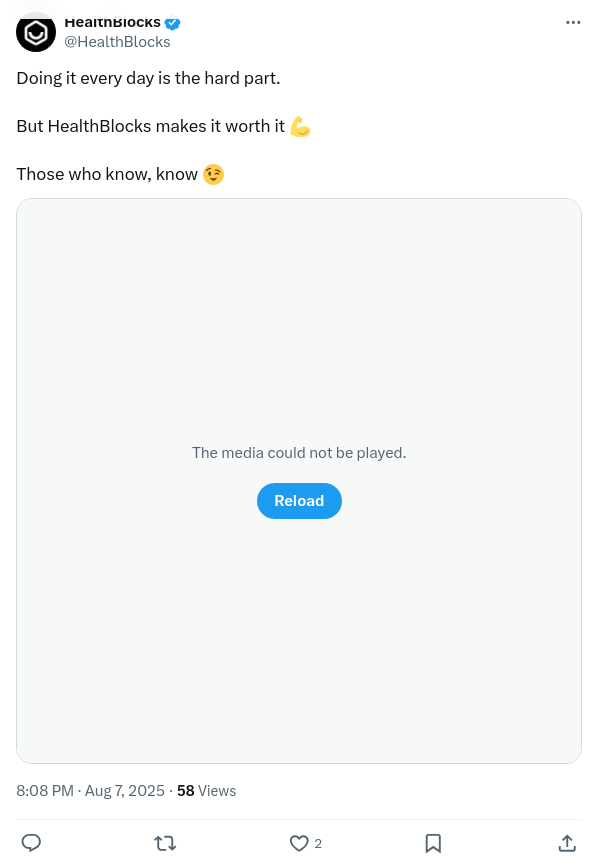 HealthBlocks
@HealthBlocks
Doing it every day is the hard part.
But HealthBlocks makes it worth it 💪
Those who know, know 😉
The media could not be played.
Reload
8:08 PM · Aug 7, 2025 · 58 Views
2